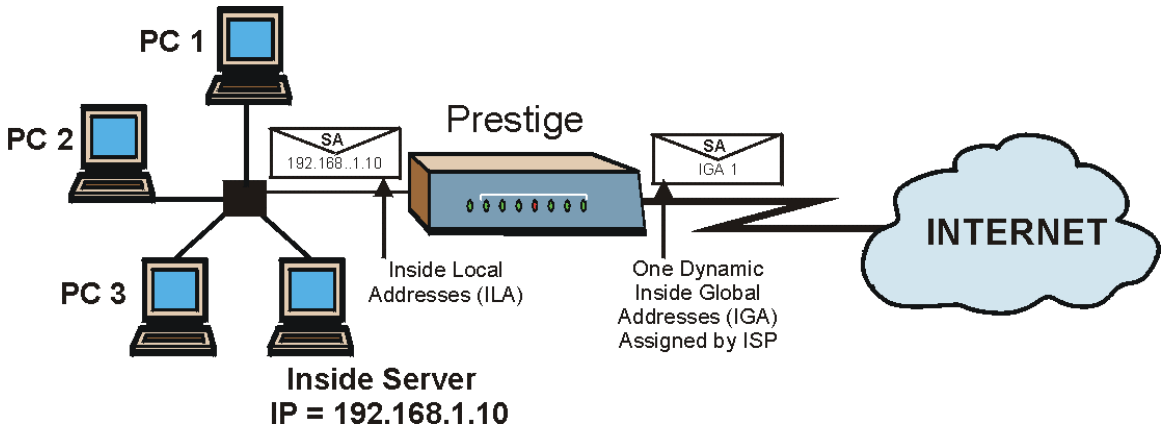 PC 1
PC 2
SA
192.168..1.10
Prestige
SA
IGA 1
INTERNET
PC 3
Inside Local
Addresses (ILA)
One Dynamic
Inside Global
Addresses (IGA)
Assigned by ISP
Inside Server
IP = 192.168.1.10